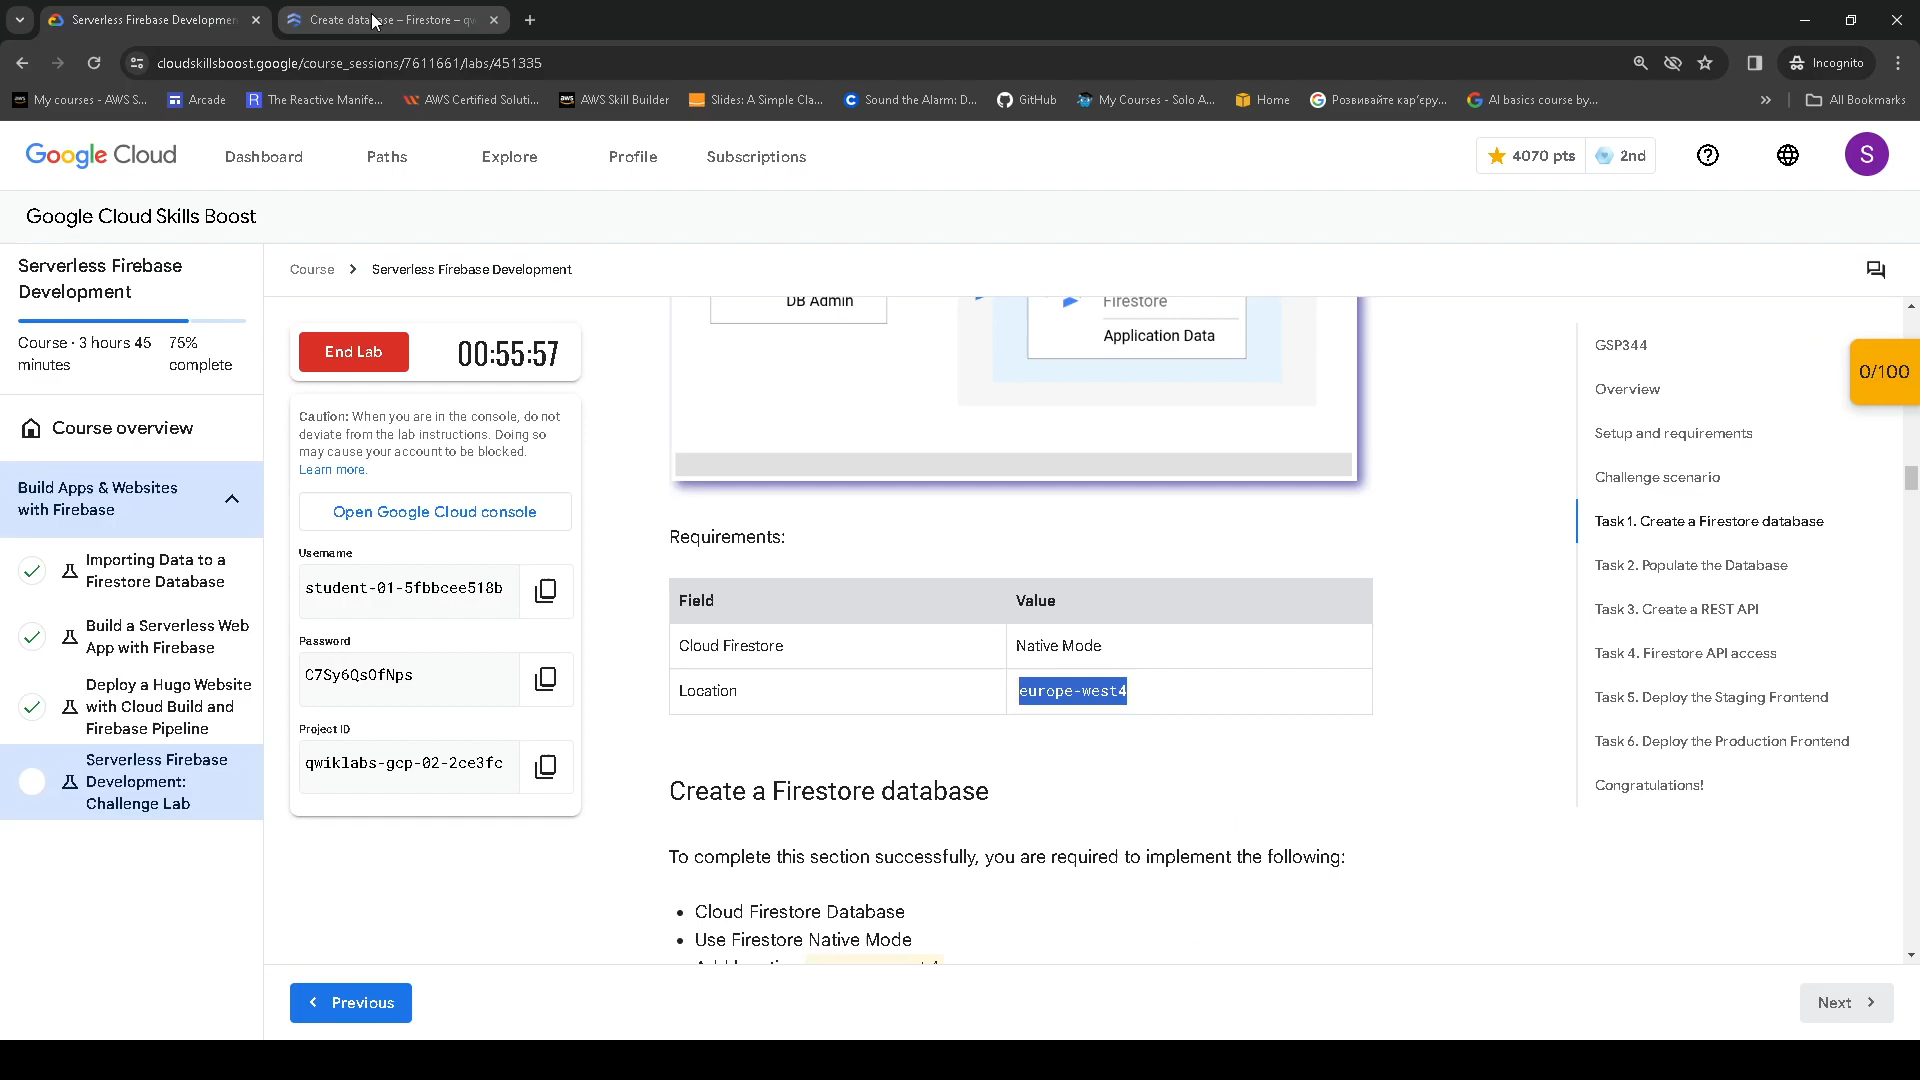 Serverless Firebase Developmen
Create database – Firestore – qw
cloudskillsboost.google/course_sessions/7611661/labs/451335
Incognito
My courses - AWS S...
Arcade
The Reactive Manife...
AWS Certified Soluti...
AWS Skill Builder
Slides: A Simple Cla...
Sound the Alarm: D...
GitHub
My Courses - Solo A...
Home
Розвивайте кар'єру...
AI basics course by...
All Bookmarks
Google Cloud
Dashboard
Paths
Explore
Profile
Subscriptions
4070 pts
2nd
S
Google Cloud Skills Boost
Serverless Firebase
Development
Course · 3 hours 45
minutes
75%
complete
Course overview
Build Apps & Websites
with Firebase
Importing Data to a
Firestore Database
Build a Serverless Web
App with Firebase
Deploy a Hugo Website
with Cloud Build and
Firebase Pipeline
Serverless Firebase
Development:
Challenge Lab
Course
Serverless Firebase Development
End Lab
00:55:57
Caution: When you are in the console, do not
deviate from the lab instructions. Doing so
may cause your account to be blocked.
Learn more.
Open Google Cloud console
Username
student-01-5fbbcee518b
Password
C7Sy6QsOfNps
Project ID
qwiklabs-gcp-02-2ce3fc
DB Admin
Firestore
Application Data
Requirements:
Field
Value
Cloud Firestore
Native Mode
Location
europe-west4
Create a Firestore database
To complete this section successfully, you are required to implement the following:
• Cloud Firestore Database
• Use Firestore Native Mode
GSP344
Overview
Setup and requirements
Challenge scenario
Task 1. Create a Firestore database
Task 2. Populate the Database
Task 3. Create a REST API
Task 4. Firestore API access
Task 5. Deploy the Staging Frontend
Task 6. Deploy the Production Frontend
Congratulations!
0/100
Previous
Next